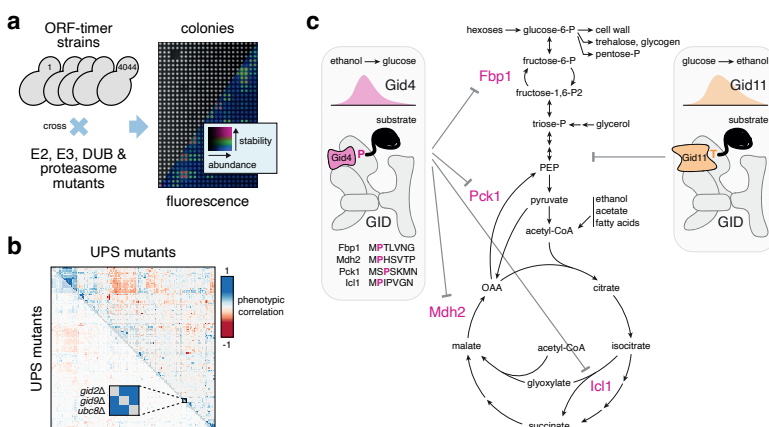 a
ORF-timer
strains
1
4044
cross
E2, E3, DUB &
proteasome
mutants
colonies
stability
abundance
fluorescence
b
UPS mutants
UPS mutants
1
phenotypic
correlation
-1
gid2Δ
gid9Δ
ubc8Δ
c
ethanol
glucose
Gid4
substrate
Gid4
P
GID
Fbp1 MPTLVNG
Mdh2 MPHSVTP
Pck1 MSPSKMN
Icl1 MPIPVGN
hexoses
glucose-6-P
cell wall
trehalose, glycogen
pentose-P
fructose-6-P
Fbp1
fructose-1,6-P2
triose-P
glycerol
PEP
Pck1
pyruvate
ethanol
acetate
fatty acids
acetyl-CoA
OAA
citrate
Mdh2
malate
acetyl-CoA
isocitrate
glyoxylate
Icl1
succinate
glucose
ethanol
Gid11
substrate
Gid11
T
GID